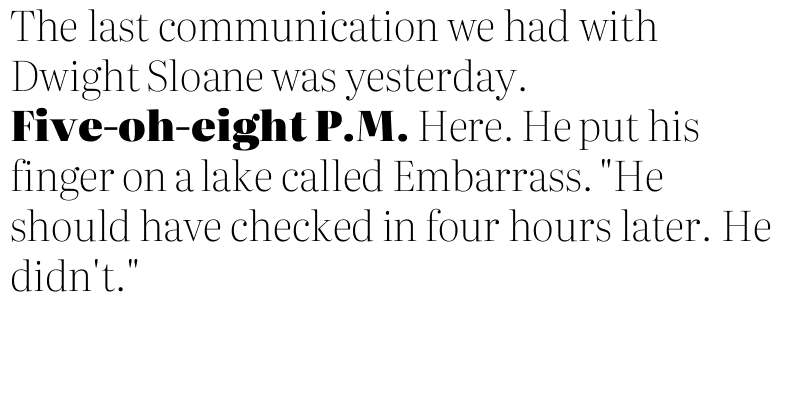 The last communication we had with
Dwight Sloane was yesterday.
Five-oh-eight P.M. Here. He put his
finger on a lake called Embarrass. "He
should have checked in four hours later. He
didn't."